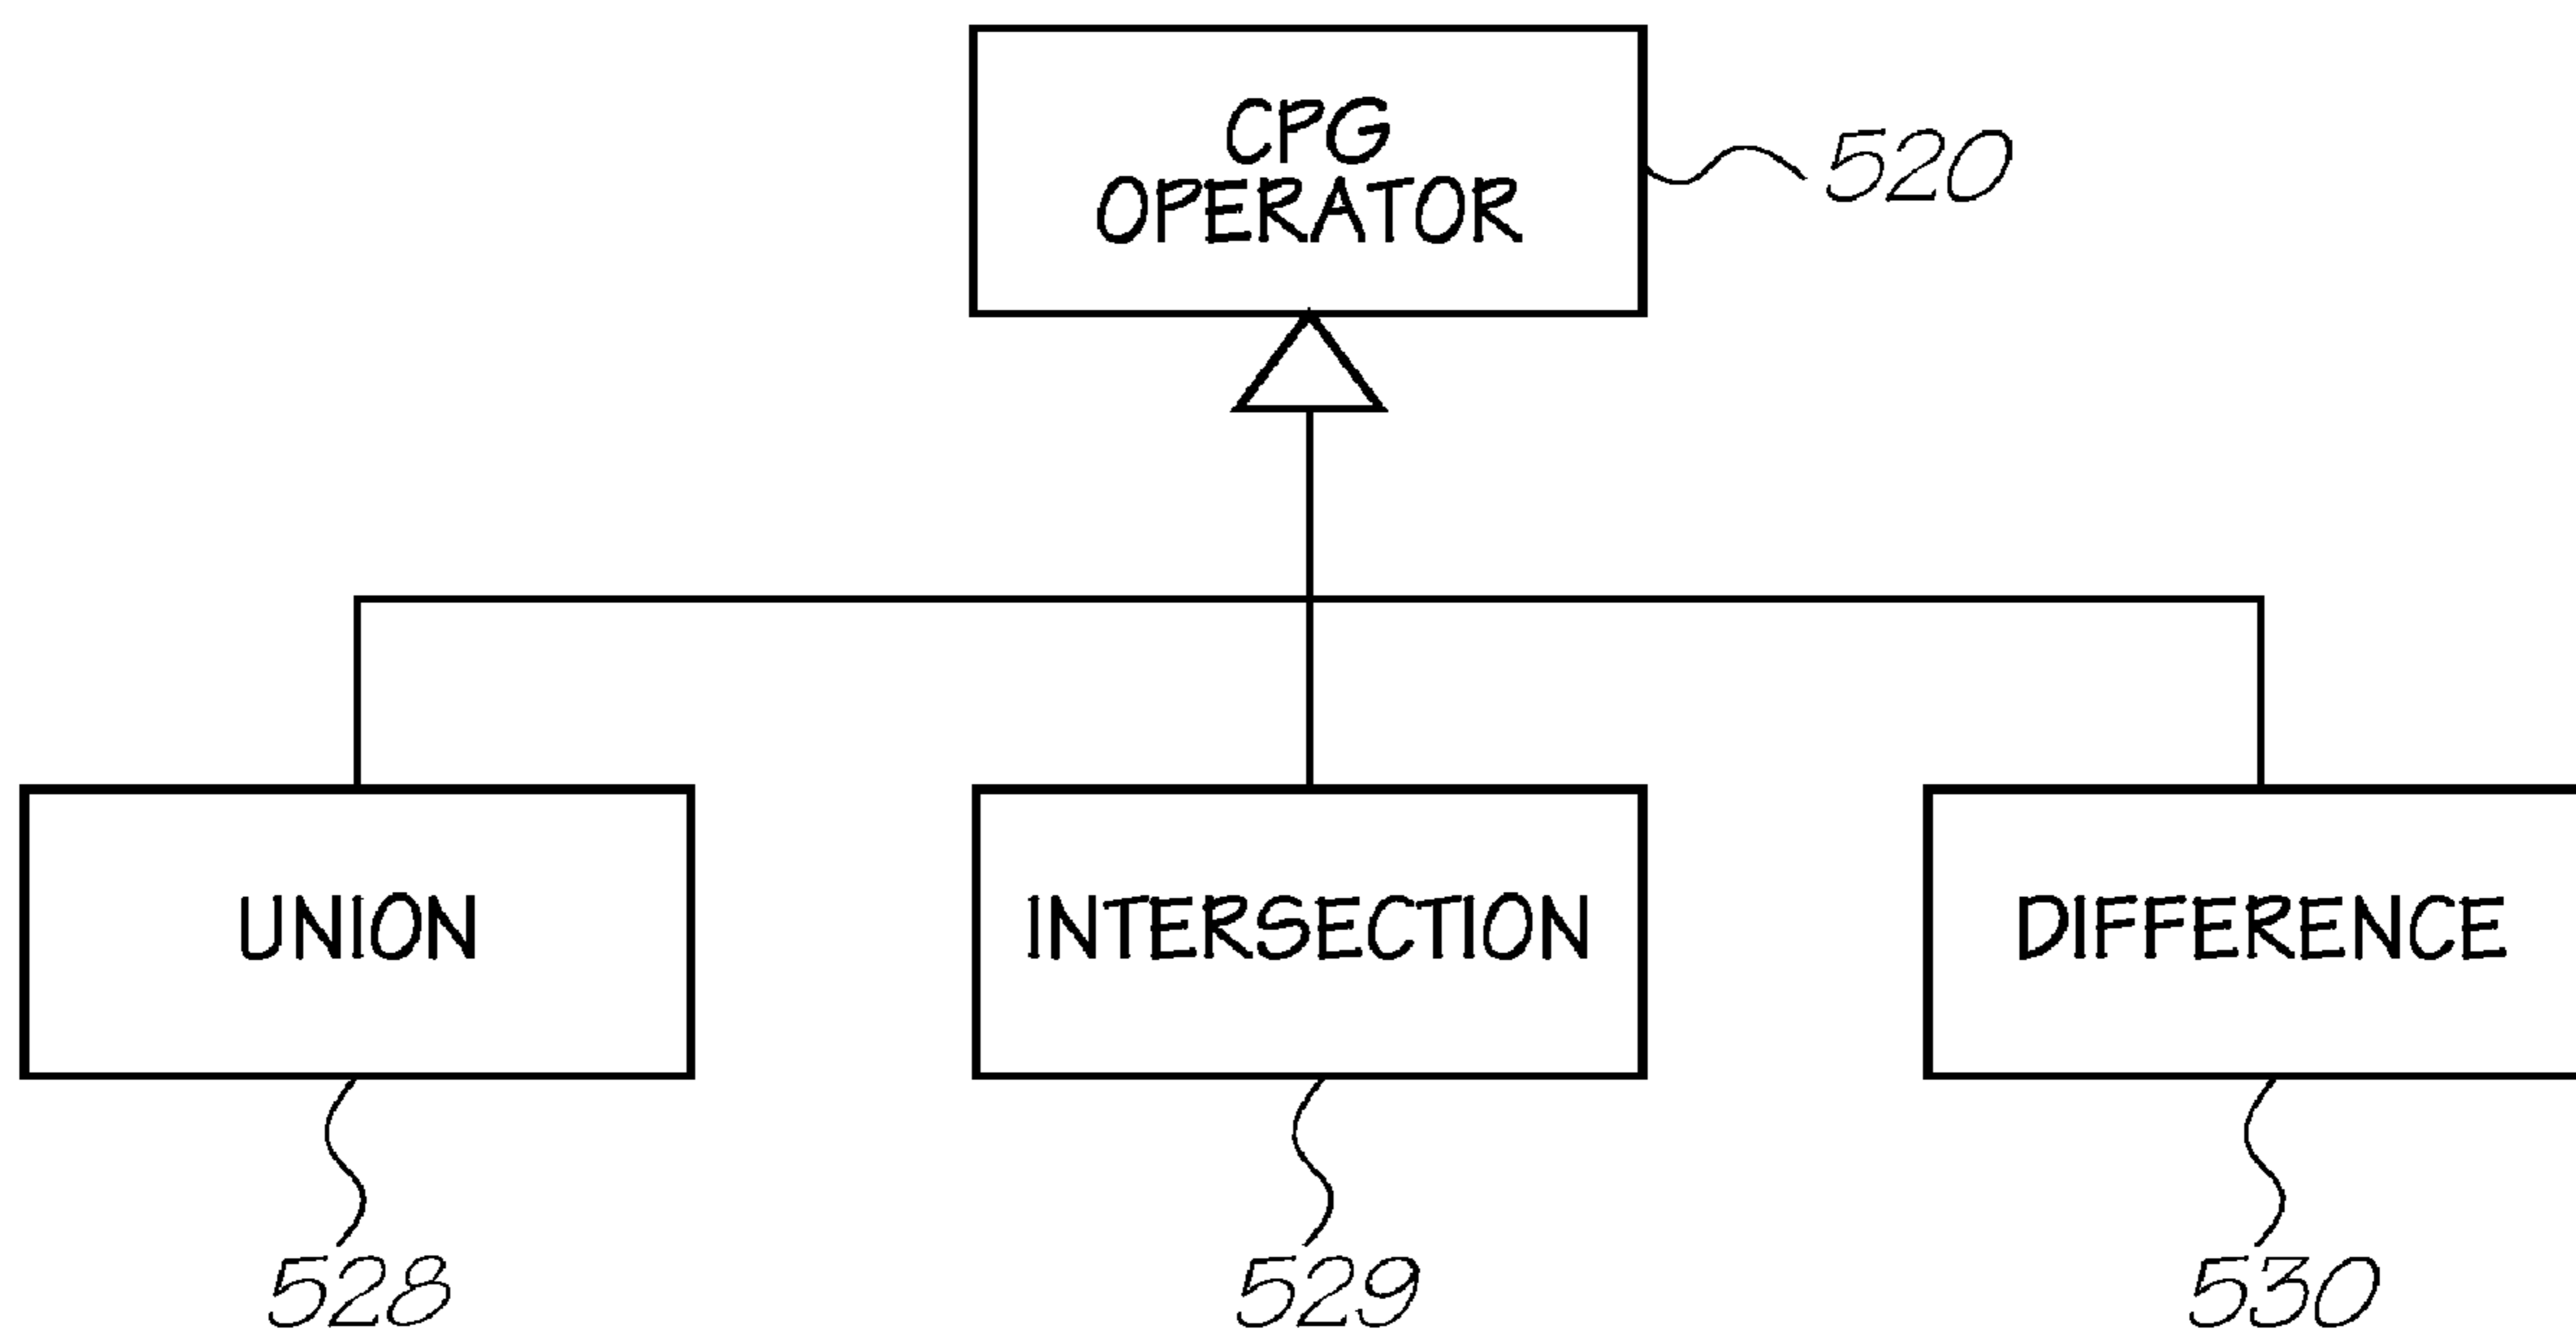 CPG
OPERATOR
520
UNION
INTERSECTION
DIFFERENCE
528
529
530